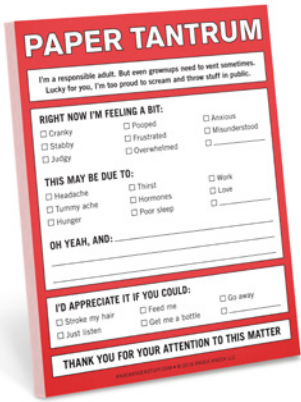 PAPER TANTRUM
I'm a responsible adult. But even grownups need to vent sometimes.
Lucky for you, I'm too proud to scream and throw stuff in public.
RIGHT NOW I'M FEELING A BIT:
Cranky Pooped Anxious
Stabby Frustrated Misunderstood
Judgy Overwhelmed
THIS MAY BE DUE TO:
Headache Thirst Work
Tummy ache Hormones Love
Hunger Poor sleep
OH YEAH, AND:
I'D APPRECIATE IT IF YOU COULD:
Stroke my hair Feed me Go away
Just listen Get me a bottle
THANK YOU FOR YOUR ATTENTION TO THIS MATTER